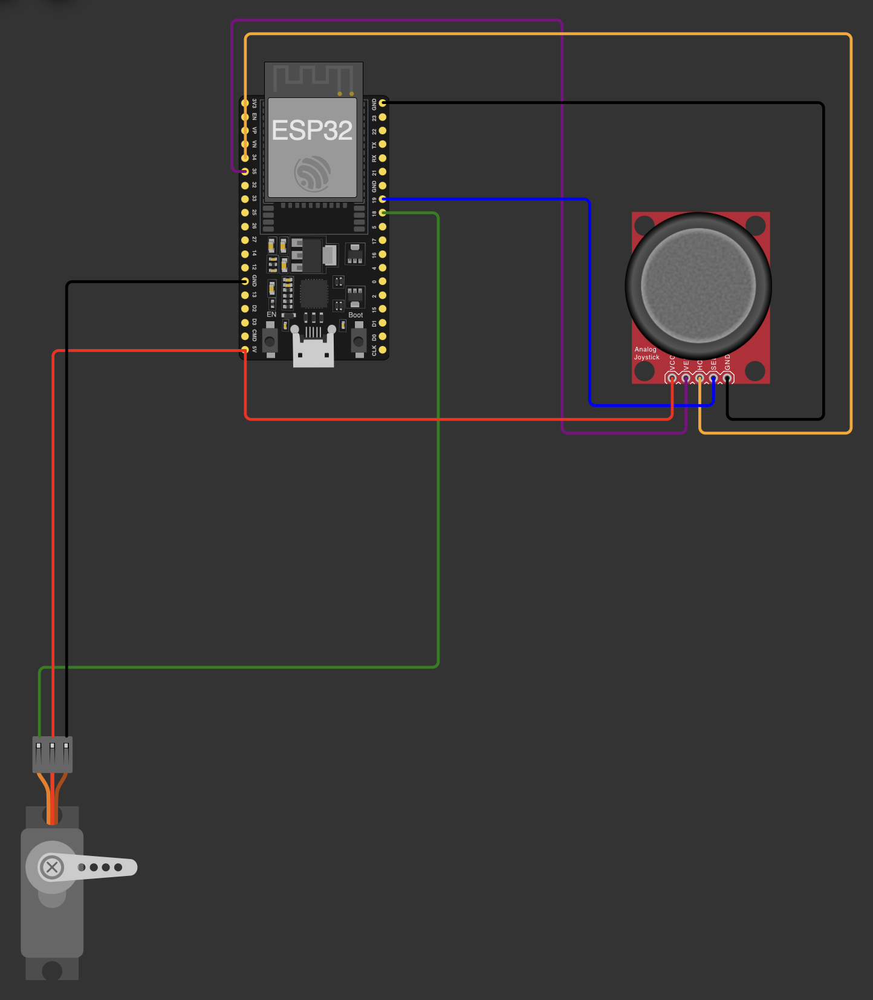 ESP32
3V3
EN
VP
VN
34
35
32
33
25
26
27
14
12
GND
13
D2
D3
CMD
5V
GND
23
22
TX
RX
21
GND
19
18
5
17
16
4
0
2
15
D1
D0
CLK
EN
Boot
Analog
Joystick
VCC
VE
HO
SE
GND